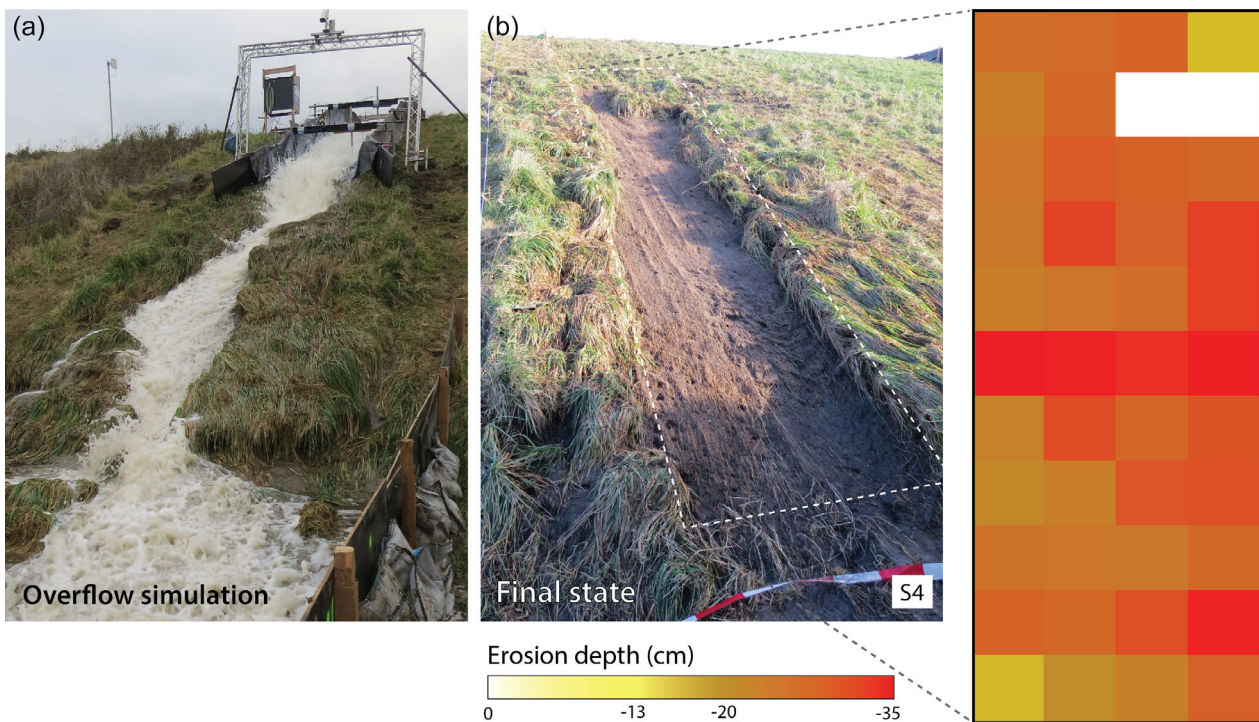 (a)
(b)
Overflow simulation
Final state
S4
Erosion depth (cm)
0 -13 -20 -35